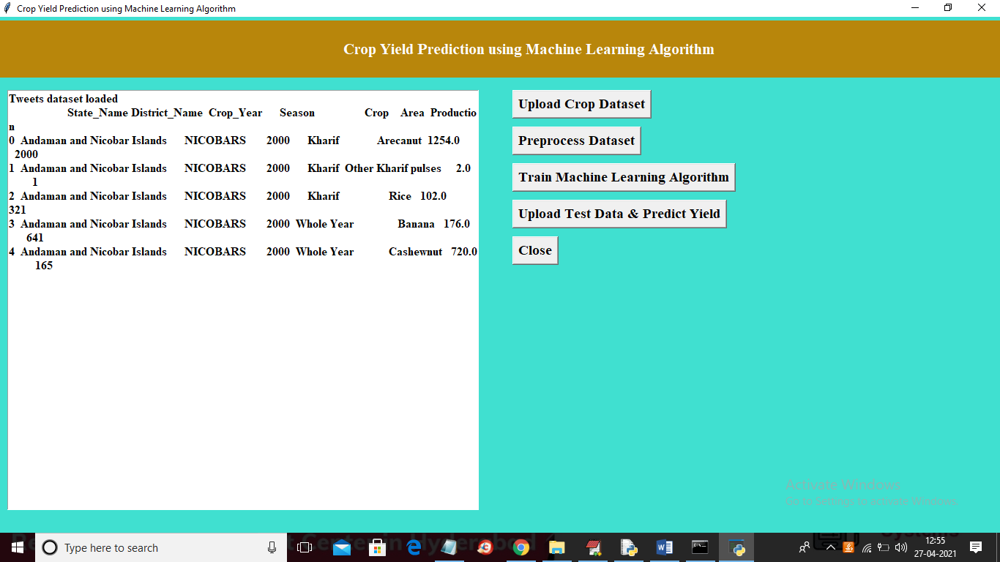 Crop Yield Prediction using Machine Learning Algorithm
Crop Yield Prediction using Machine Learning Algorithm
Tweets dataset loaded
State_Name District_Name Crop_Year Season Crop Area Productio
n
0 Andaman and Nicobar Islands NICOBARS 2000 Kharif Arecanut 1254.0
2000
1 Andaman and Nicobar Islands NICOBARS 2000 Kharif Other Kharif pulses 2.0
1
2 Andaman and Nicobar Islands NICOBARS 2000 Kharif Rice 102.0
321
3 Andaman and Nicobar Islands NICOBARS 2000 Whole Year Banana 176.0
641
4 Andaman and Nicobar Islands NICOBARS 2000 Whole Year Cashewnut 720.0
165
Upload Crop Dataset
Preprocess Dataset
Train Machine Learning Algorithm
Upload Test Data & Predict Yield
Close
Activate Windows
Go to Settings to activate Windows.
Type here to search
Center in Hyderabad
Systems
12:55
27-04-2021